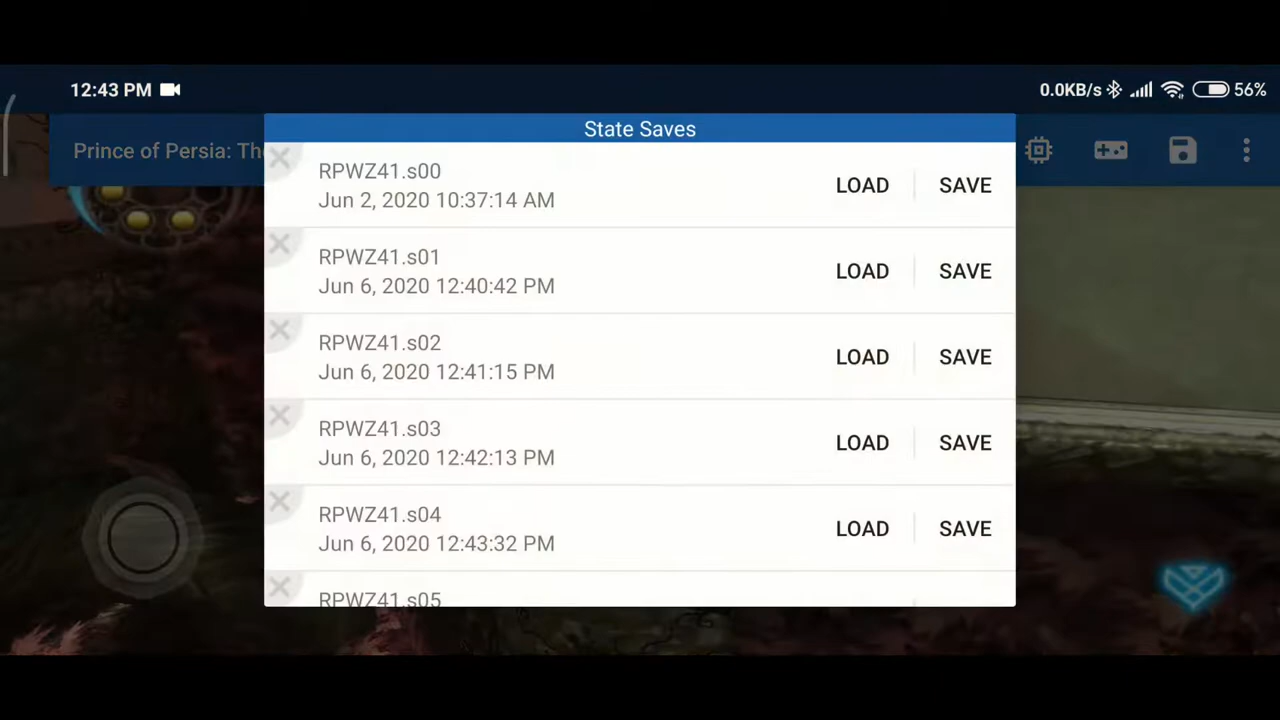 12:43 PM
0.0KB/s 56%
Prince of Persia: Th
State Saves
RPWZ41.s00
Jun 2, 2020 10:37:14 AM
LOAD SAVE
RPWZ41.s01
Jun 6, 2020 12:40:42 PM
LOAD SAVE
RPWZ41.s02
Jun 6, 2020 12:41:15 PM
LOAD SAVE
RPWZ41.s03
Jun 6, 2020 12:42:13 PM
LOAD SAVE
RPWZ41.s04
Jun 6, 2020 12:43:32 PM
LOAD SAVE
RPWZ41.s05